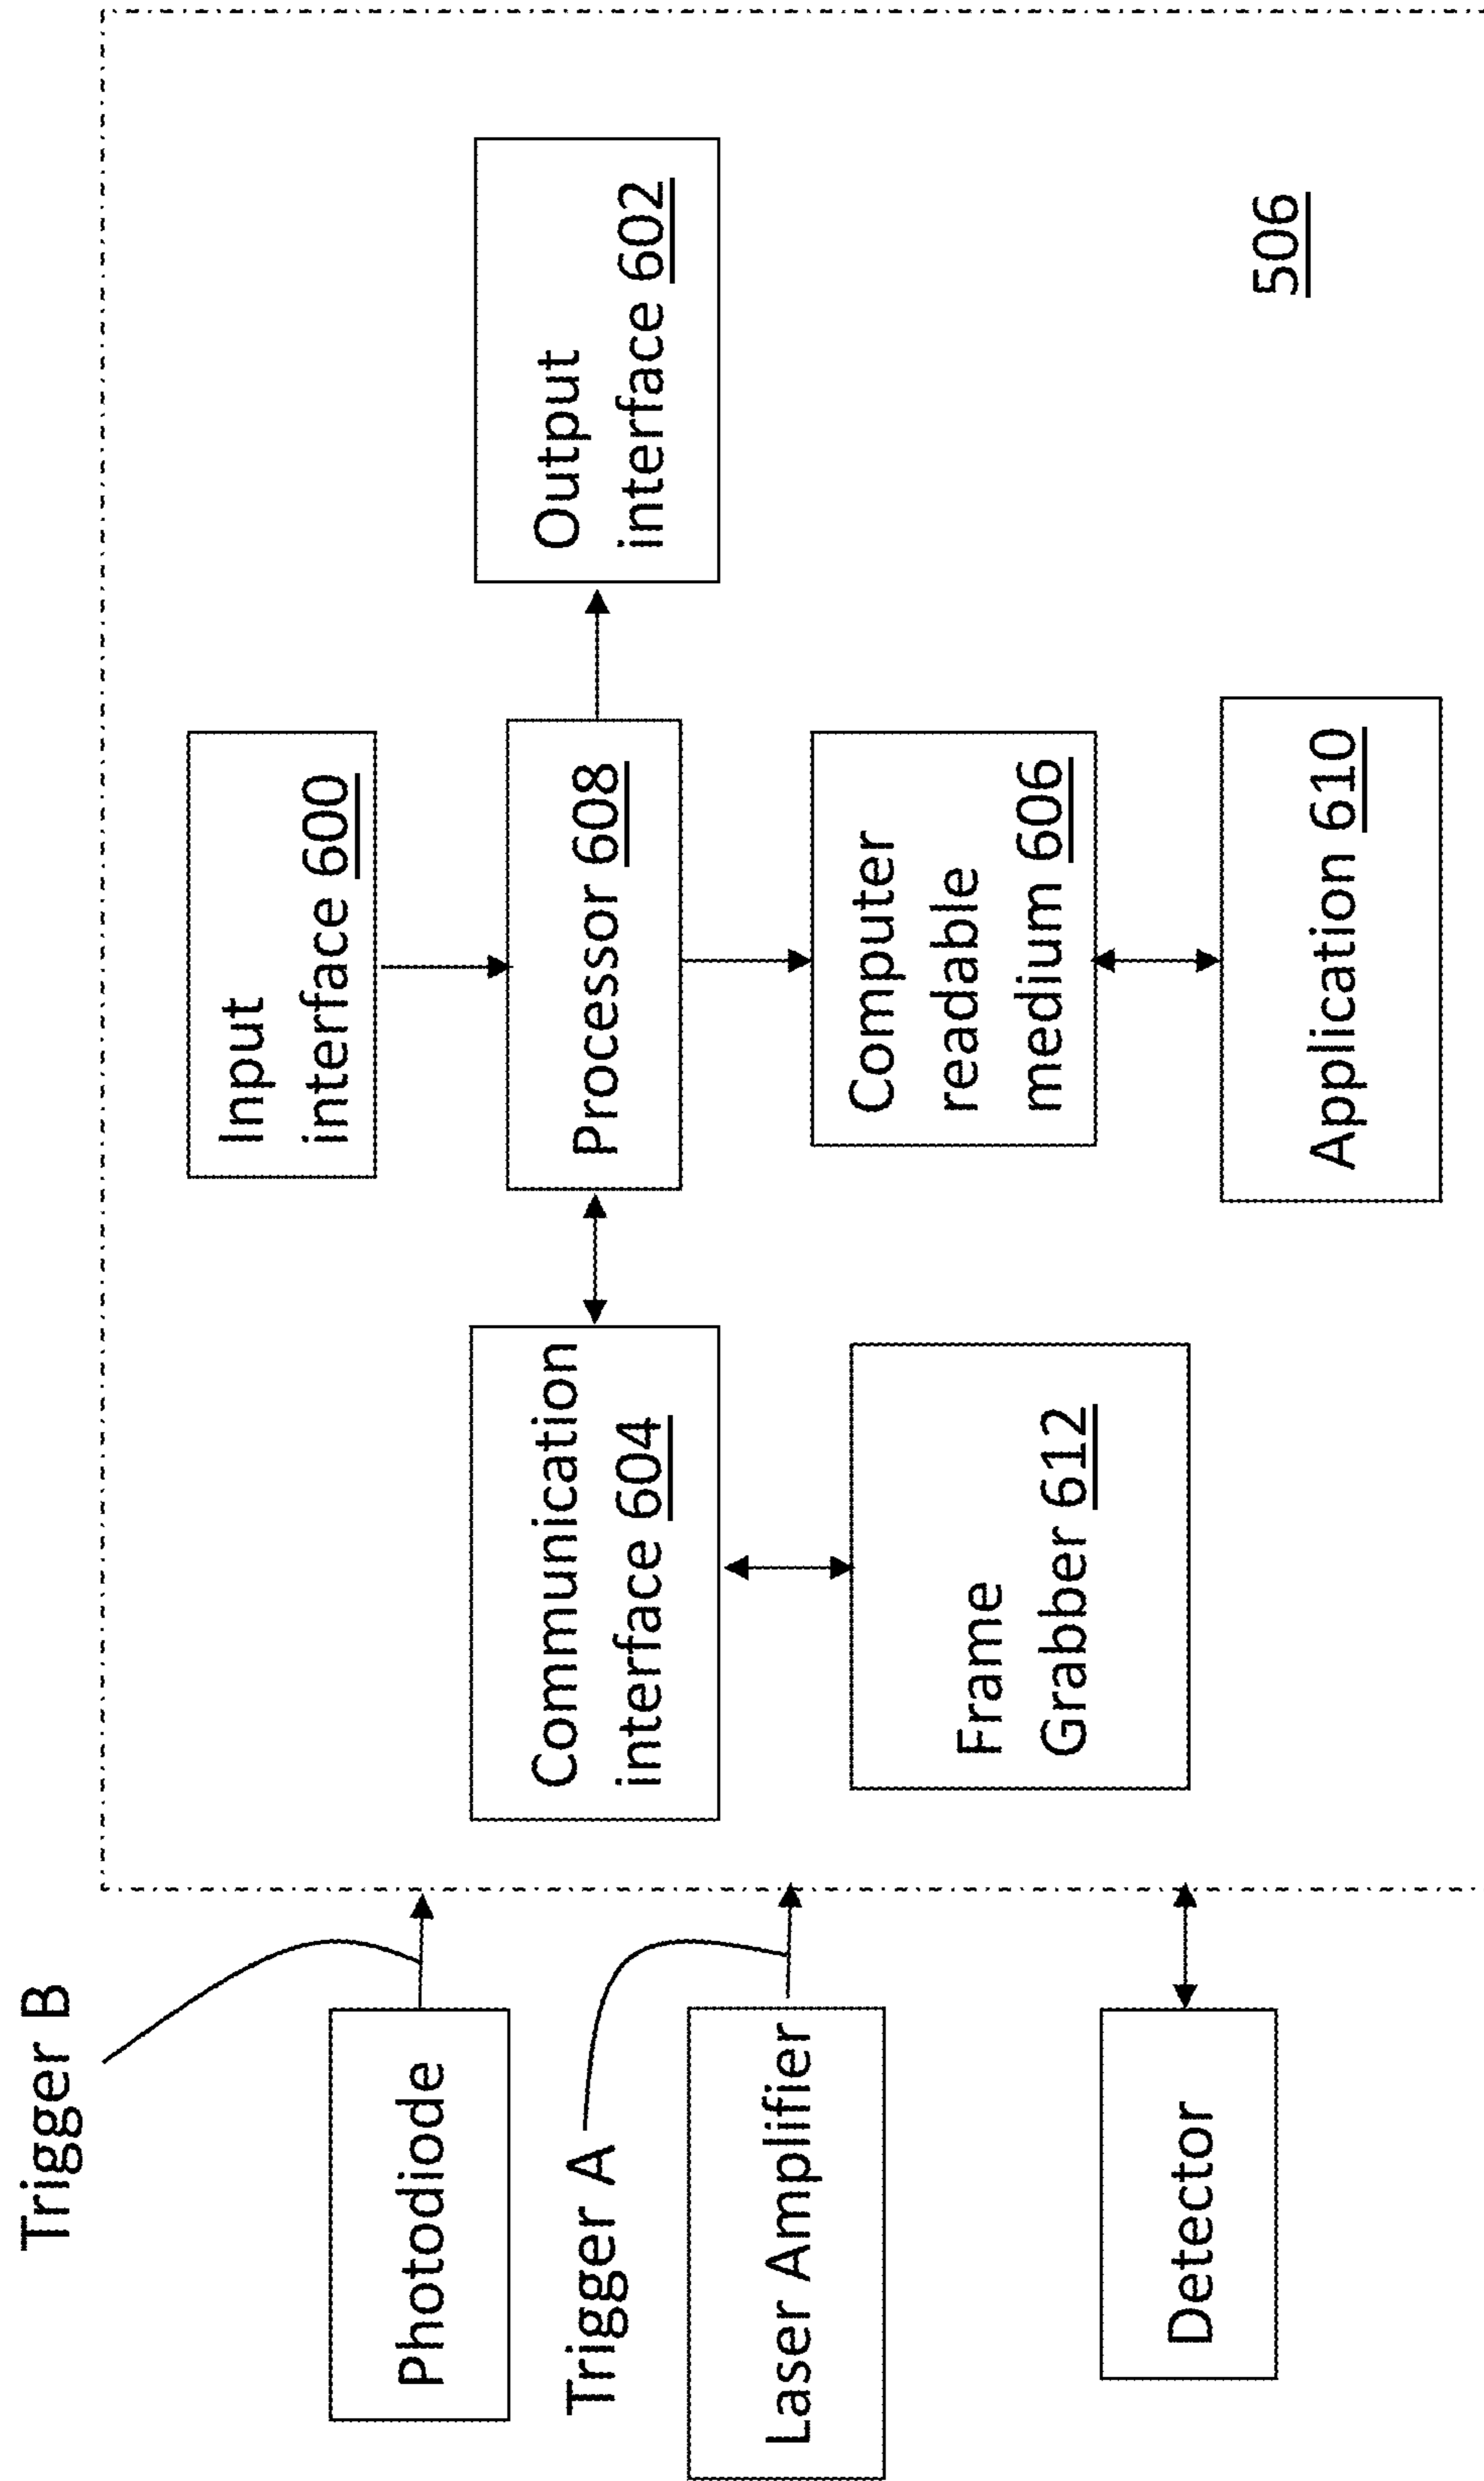 Trigger B
Photodiode
Trigger A
Laser Amplifier
Detector
Input
interface 600
Communication
interface 604
Processor 608
Output
interface 602
Frame
Grabber 612
Computer
readable
medium 606
Application 610
506